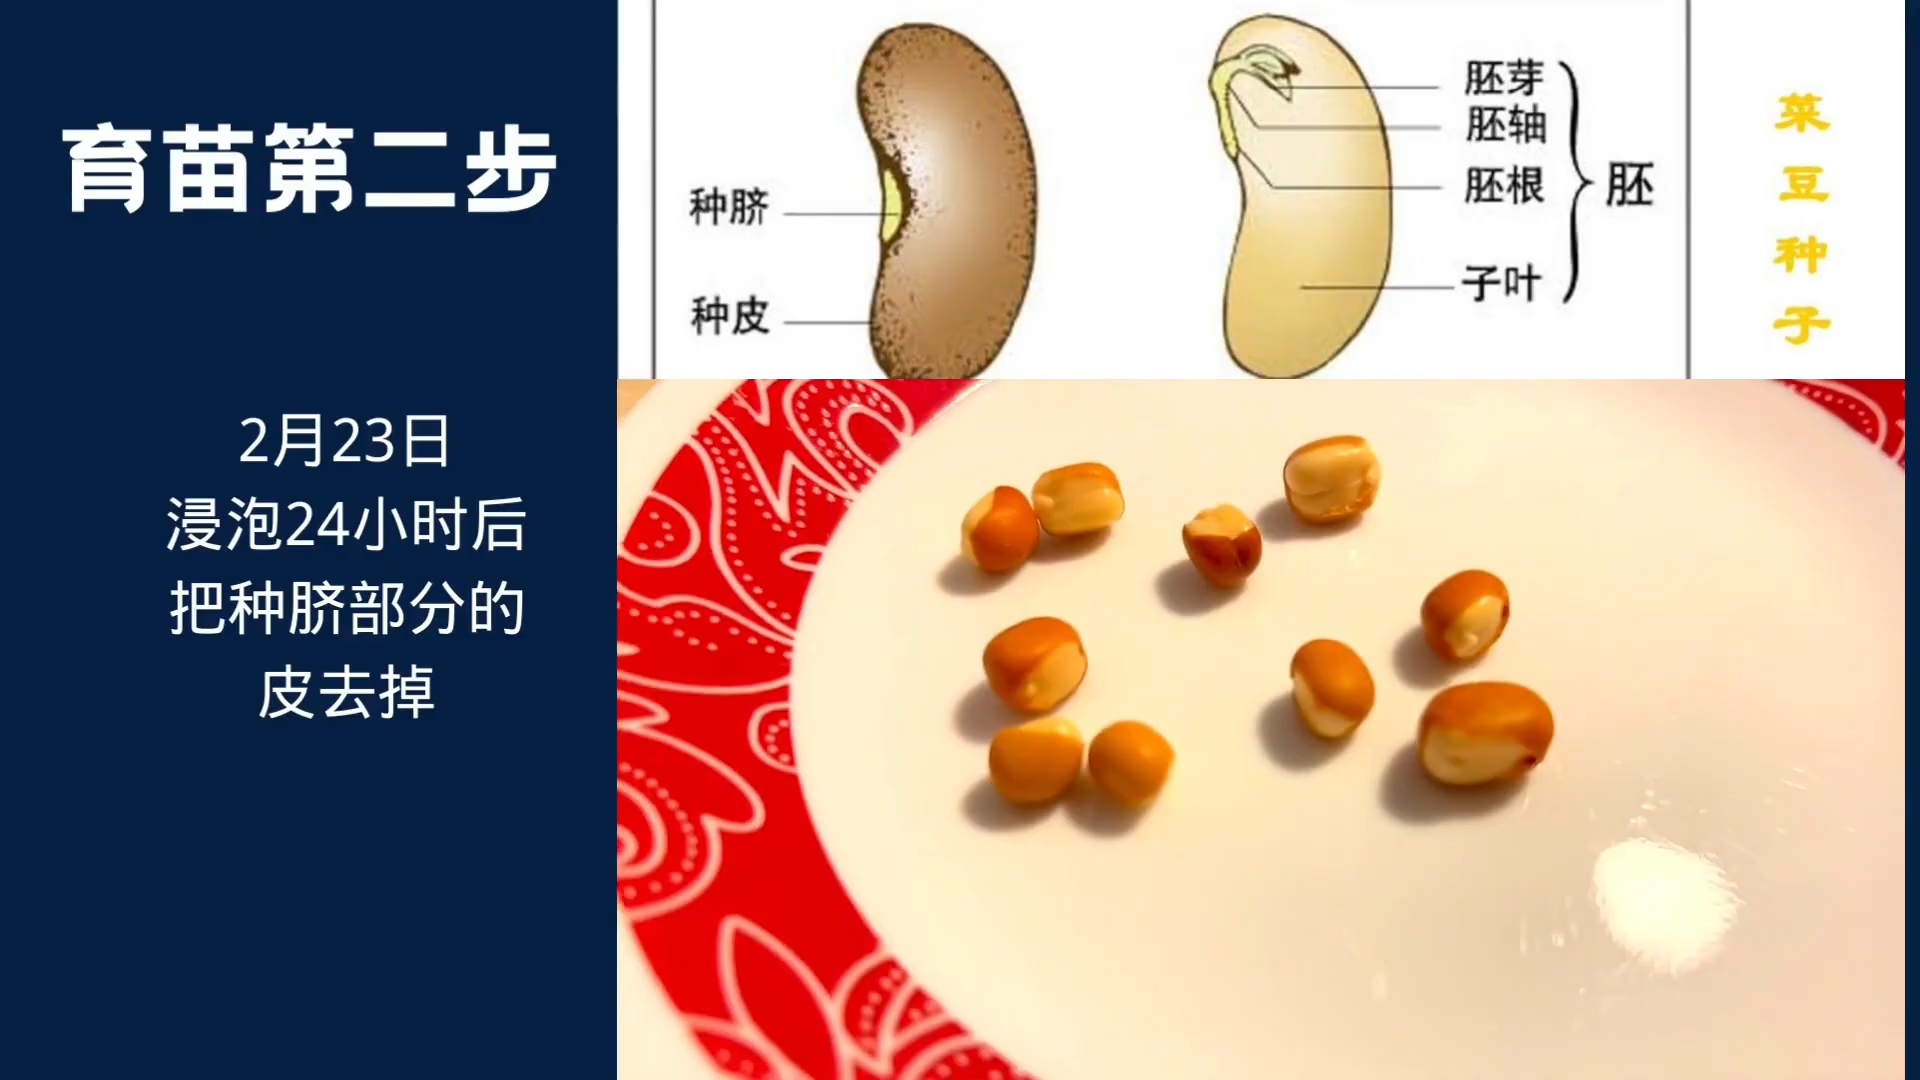 育苗第二步
2月23日
浸泡24小时后
把种脐部分的
皮去掉
种脐
种皮
胚芽
胚轴
胚根
子叶
胚
菜豆种子